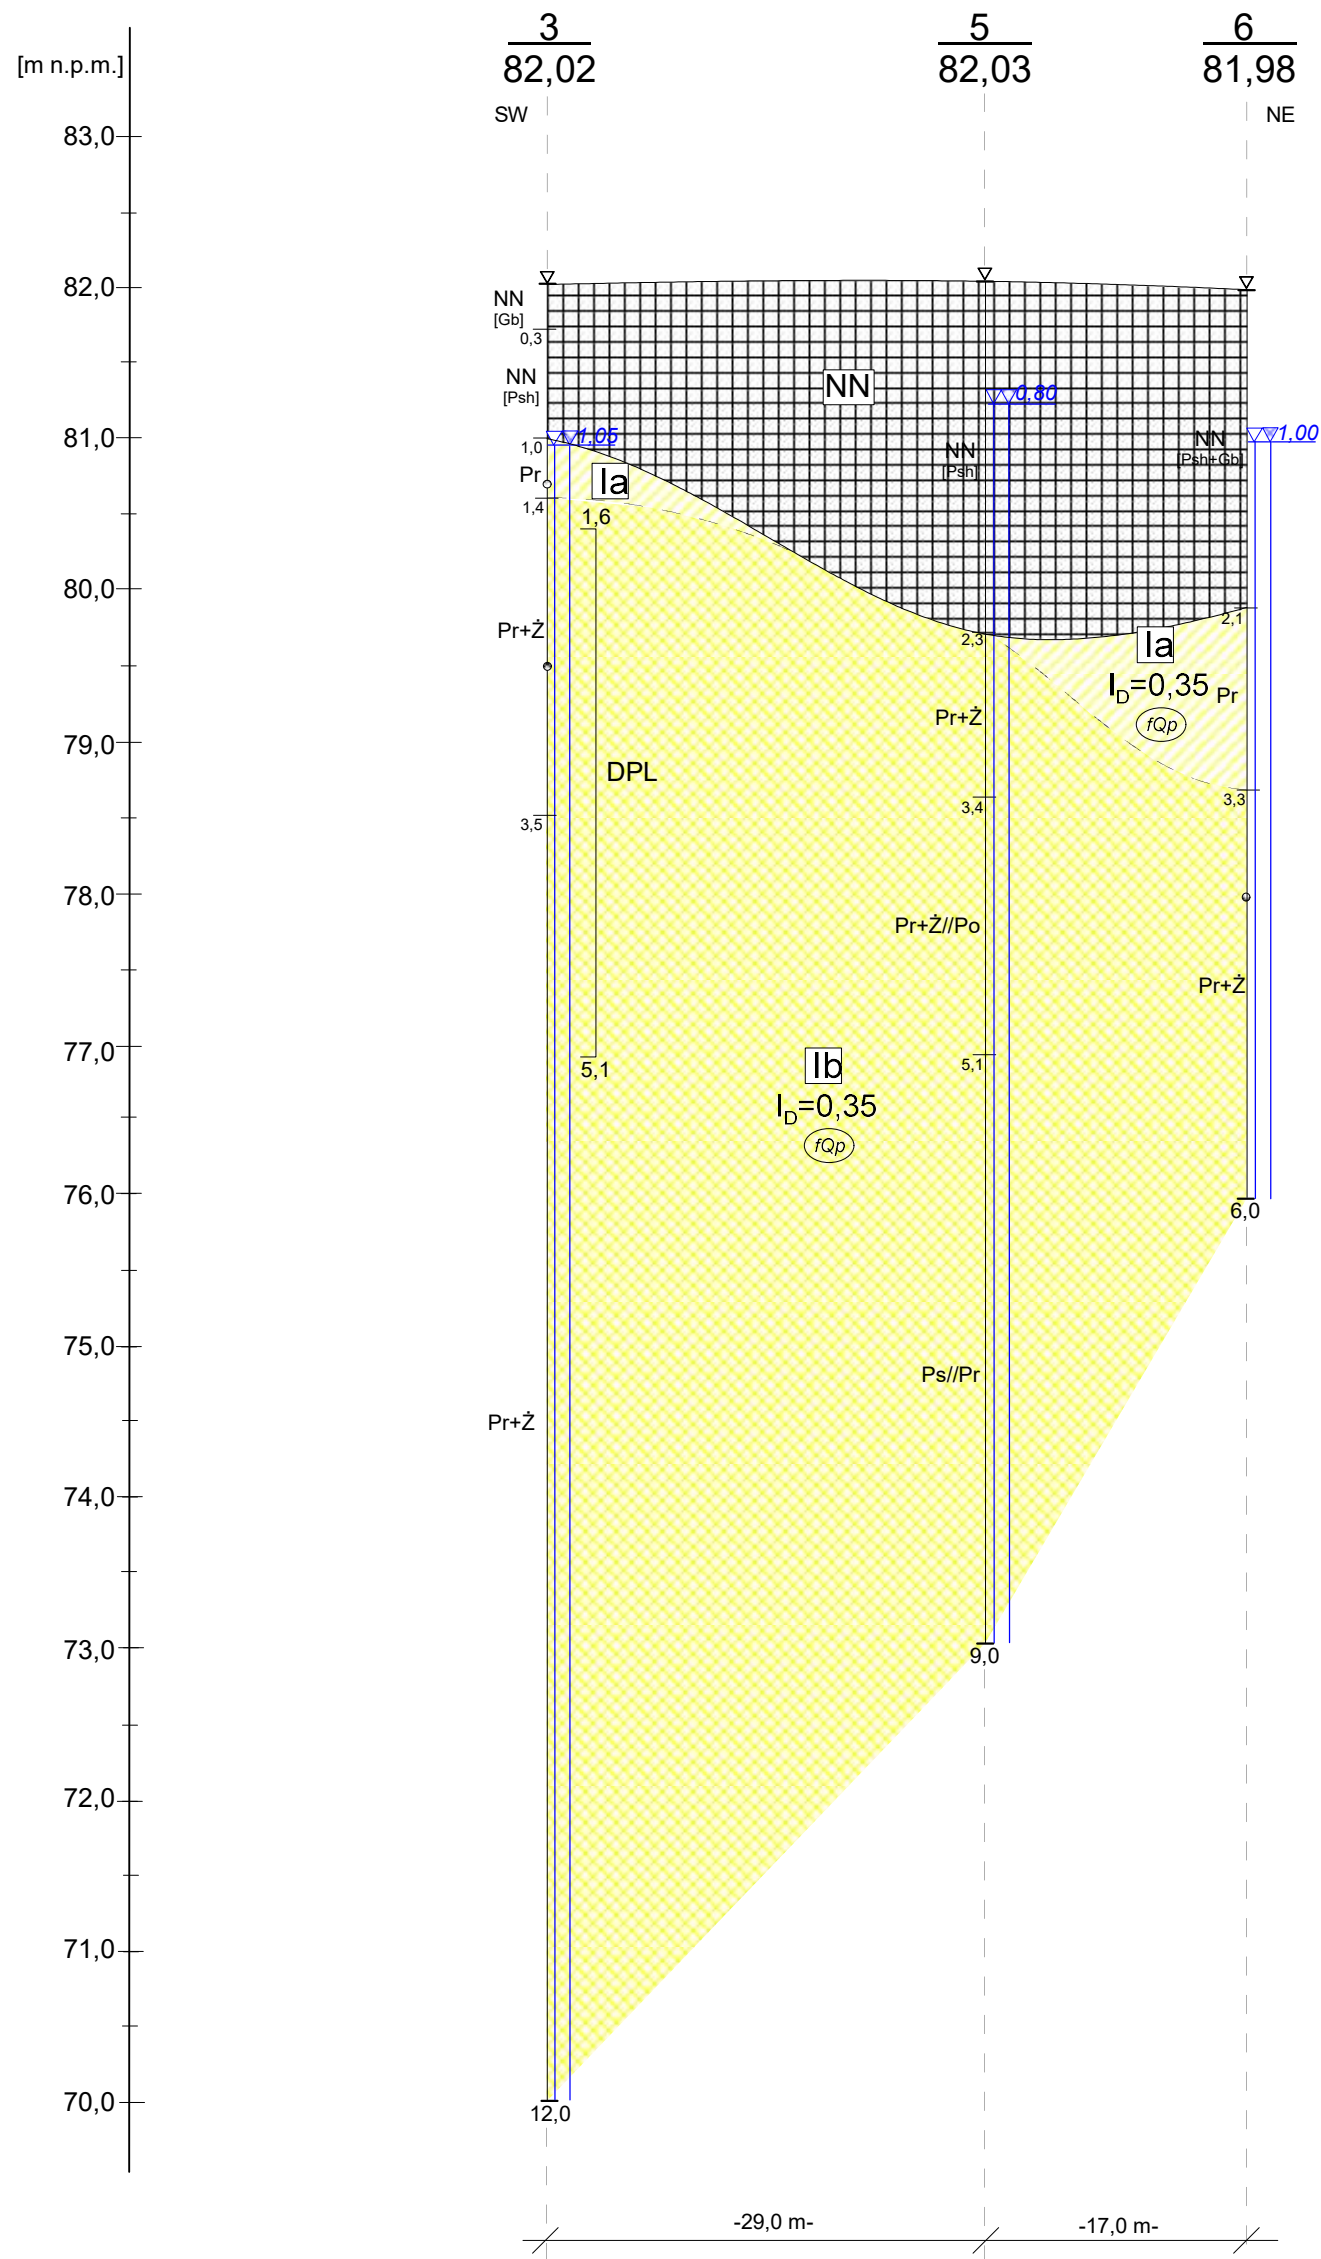 3
82,02
5
82,03
6
81,98
[m n.p.m.]
SW
NE
83,0
82,0
NN
[Gb]
0,3
NN
[Psh]
NN
0,80
81,0
1,0
1,05
NN
[Psh]
NN
[Psh+Gb]
1,00
Pr
Ia
1,4
1,6
80,0
Pr+Ż
2,3
2,1
Ia
I_D=0,35
Pr
fQp
Pr+Ż
79,0
DPL
3,5
3,4
3,3
78,0
Pr+Ż//Po
Pr+Ż
77,0
5,1
5,1
Ib
I_D=0,35
fQp
76,0
6,0
75,0
Ps//Pr
Pr+Ż
74,0
73,0
9,0
72,0
71,0
70,0
12,0
-29,0 m-
-17,0 m-